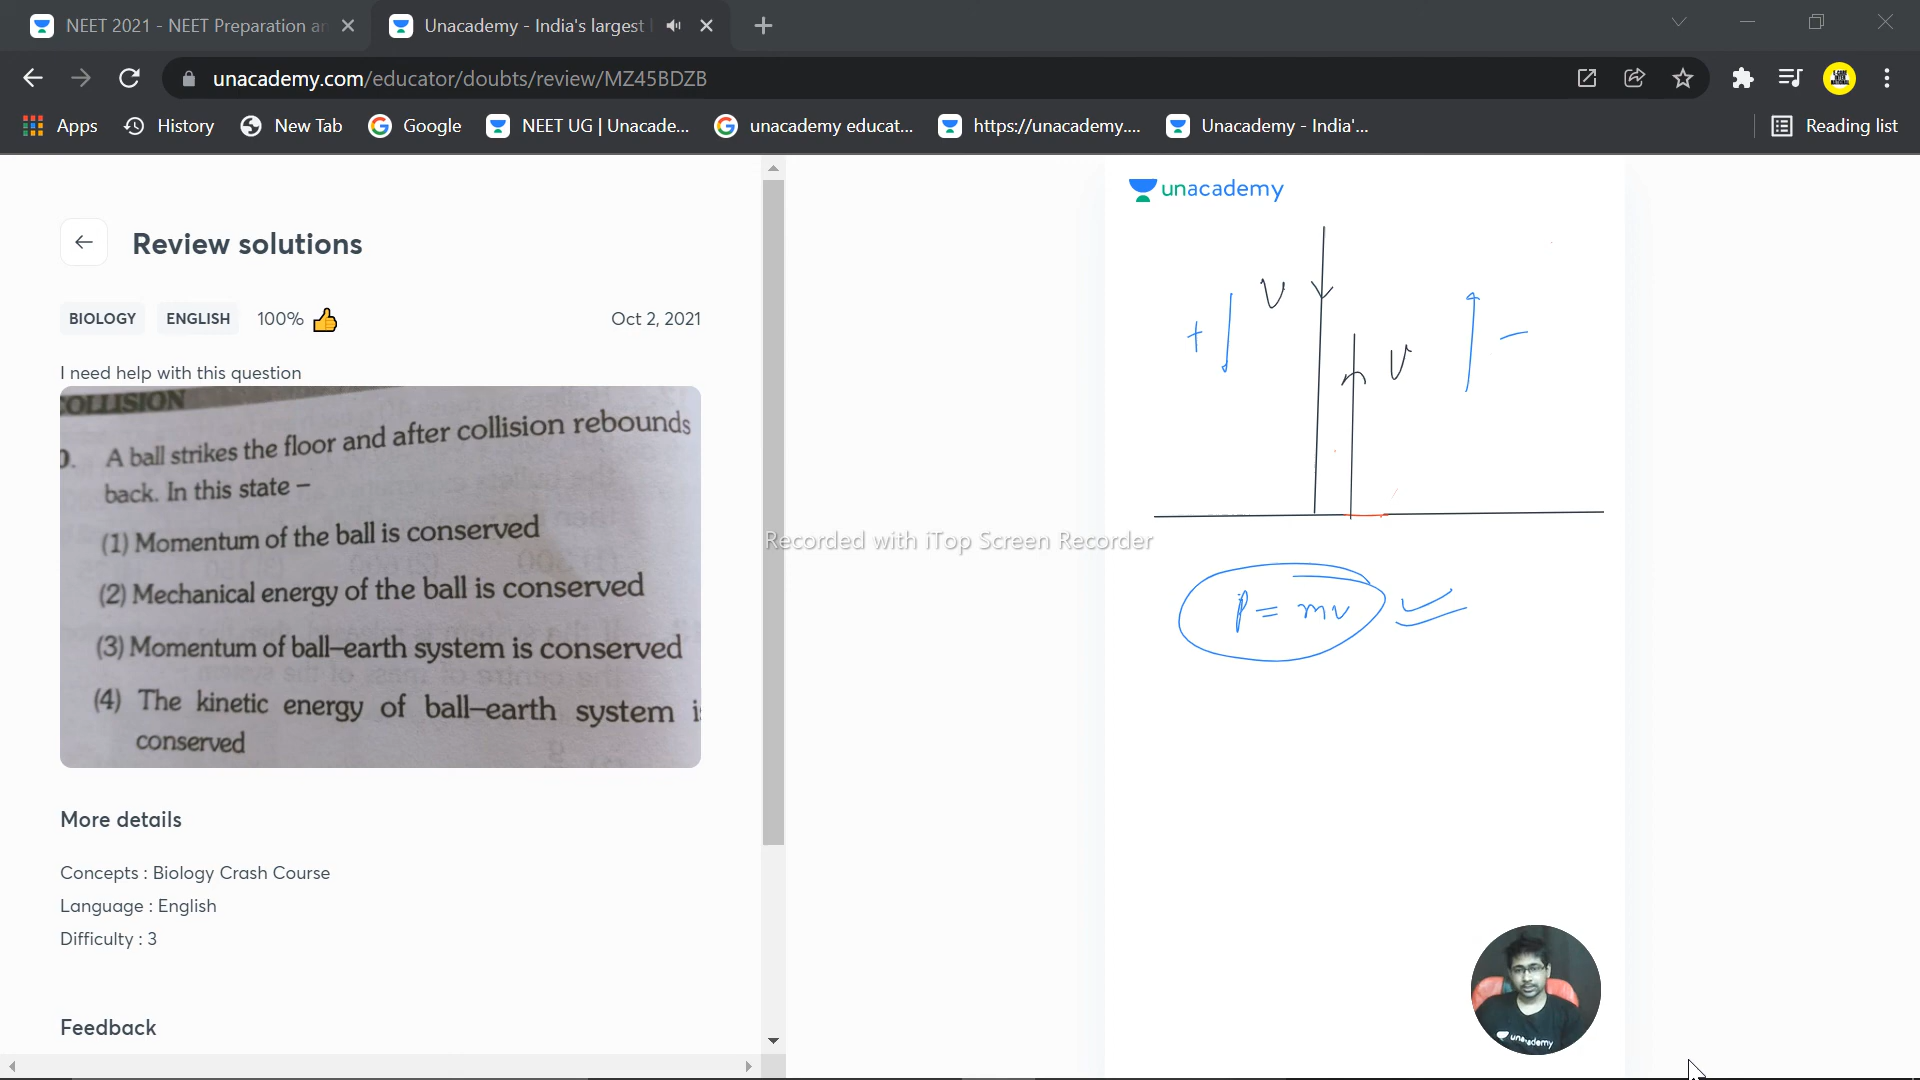 NEET 2021 - NEET Preparation an
Unacademy - India's largest
unacademy.com/educator/doubts/review/MZ45BDZB
Apps
History
New Tab
Google
NEET UG | Unacade...
unacademy educat...
https://unacademy....
Unacademy - India'...
Reading list
Review solutions
BIOLOGY
ENGLISH
100%
Oct 2, 2021
I need help with this question
COLLISION
A ball strikes the floor and after collision rebounds
back. In this state –
(1) Momentum of the ball is conserved
(2) Mechanical energy of the ball is conserved
(3) Momentum of ball–earth system is conserved
(4) The kinetic energy of ball–earth system is
conserved
More details
Concepts : Biology Crash Course
Language : English
Difficulty : 3
Feedback
unacademy
+
v
v
–
P = mv
Recorded with iTop Screen Recorder
unacademy